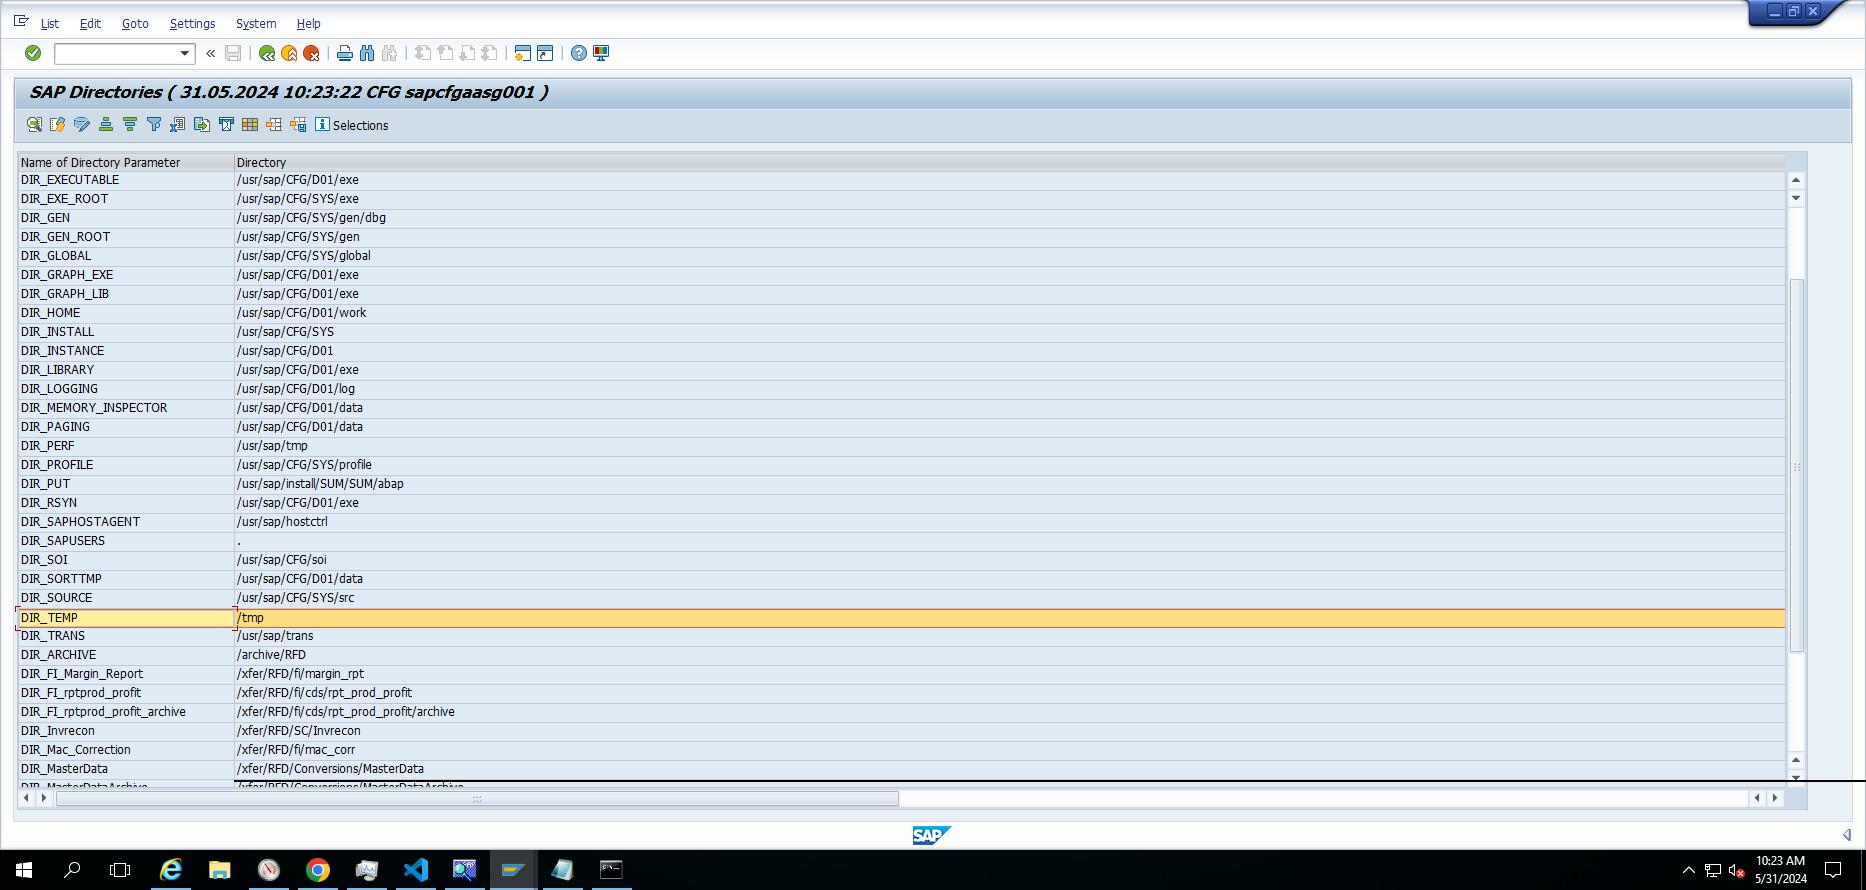 List Edit Goto Settings System Help
SAP Directories ( 31.05.2024 10:23:22 CFG sapcfgaasg001 )
Selections
Name of Directory Parameter Directory
DIR_EXECUTABLE /usr/sap/CFG/D01/exe
DIR_EXE_ROOT /usr/sap/CFG/SYS/exe
DIR_GEN /usr/sap/CFG/SYS/gen/dbg
DIR_GEN_ROOT /usr/sap/CFG/SYS/gen
DIR_GLOBAL /usr/sap/CFG/SYS/global
DIR_GRAPH_EXE /usr/sap/CFG/D01/exe
DIR_GRAPH_LIB /usr/sap/CFG/D01/exe
DIR_HOME /usr/sap/CFG/D01/work
DIR_INSTALL /usr/sap/CFG/SYS
DIR_INSTANCE /usr/sap/CFG/D01
DIR_LIBRARY /usr/sap/CFG/D01/exe
DIR_LOGGING /usr/sap/CFG/D01/log
DIR_MEMORY_INSPECTOR /usr/sap/CFG/D01/data
DIR_PAGING /usr/sap/CFG/D01/data
DIR_PERF /usr/sap/tmp
DIR_PROFILE /usr/sap/CFG/SYS/profile
DIR_PUT /usr/sap/install/SUM/SUM/abap
DIR_RSYN /usr/sap/CFG/D01/exe
DIR_SAPHOSTAGENT /usr/sap/hostctrl
DIR_SAPUSERS .
DIR_SOI /usr/sap/CFG/soi
DIR_SORTTMP /usr/sap/CFG/D01/data
DIR_SOURCE /usr/sap/CFG/SYS/src
DIR_TEMP /tmp
DIR_TRANS /usr/sap/trans
DIR_ARCHIVE /archive/RFD
DIR_FI_Margin_Report /xfer/RFD/fi/margin_rpt
DIR_FI_rptprod_profit /xfer/RFD/fi/cds/rpt_prod_profit
DIR_FI_rptprod_profit_archive /xfer/RFD/fi/cds/rpt_prod_profit/archive
DIR_Invrecon /xfer/RFD/SC/Invrecon
DIR_Mac_Correction /xfer/RFD/fi/mac_corr
DIR_MasterData /xfer/RFD/Conversions/MasterData
DIR_MasterDataArchive /xfer/RFD/Conversions/MasterDataArchive
SAP
10:23 AM
5/31/2024